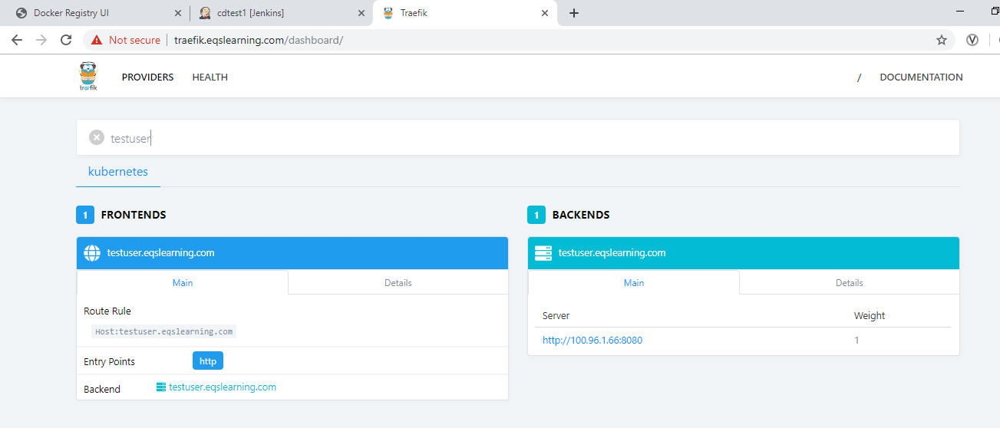 Docker Registry UI
cdtest1 [Jenkins]
Traefik
Not secure
traefik.eqslearning.com/dashboard/
træfik
PROVIDERS
HEALTH
/
DOCUMENTATION
testuser
kubernetes
1 FRONTENDS
testuser.eqslearning.com
Main
Details
Route Rule
Host:testuser.eqslearning.com
Entry Points
http
Backend
testuser.eqslearning.com
1 BACKENDS
testuser.eqslearning.com
Main
Details
Server
Weight
http://100.96.1.66:8080
1